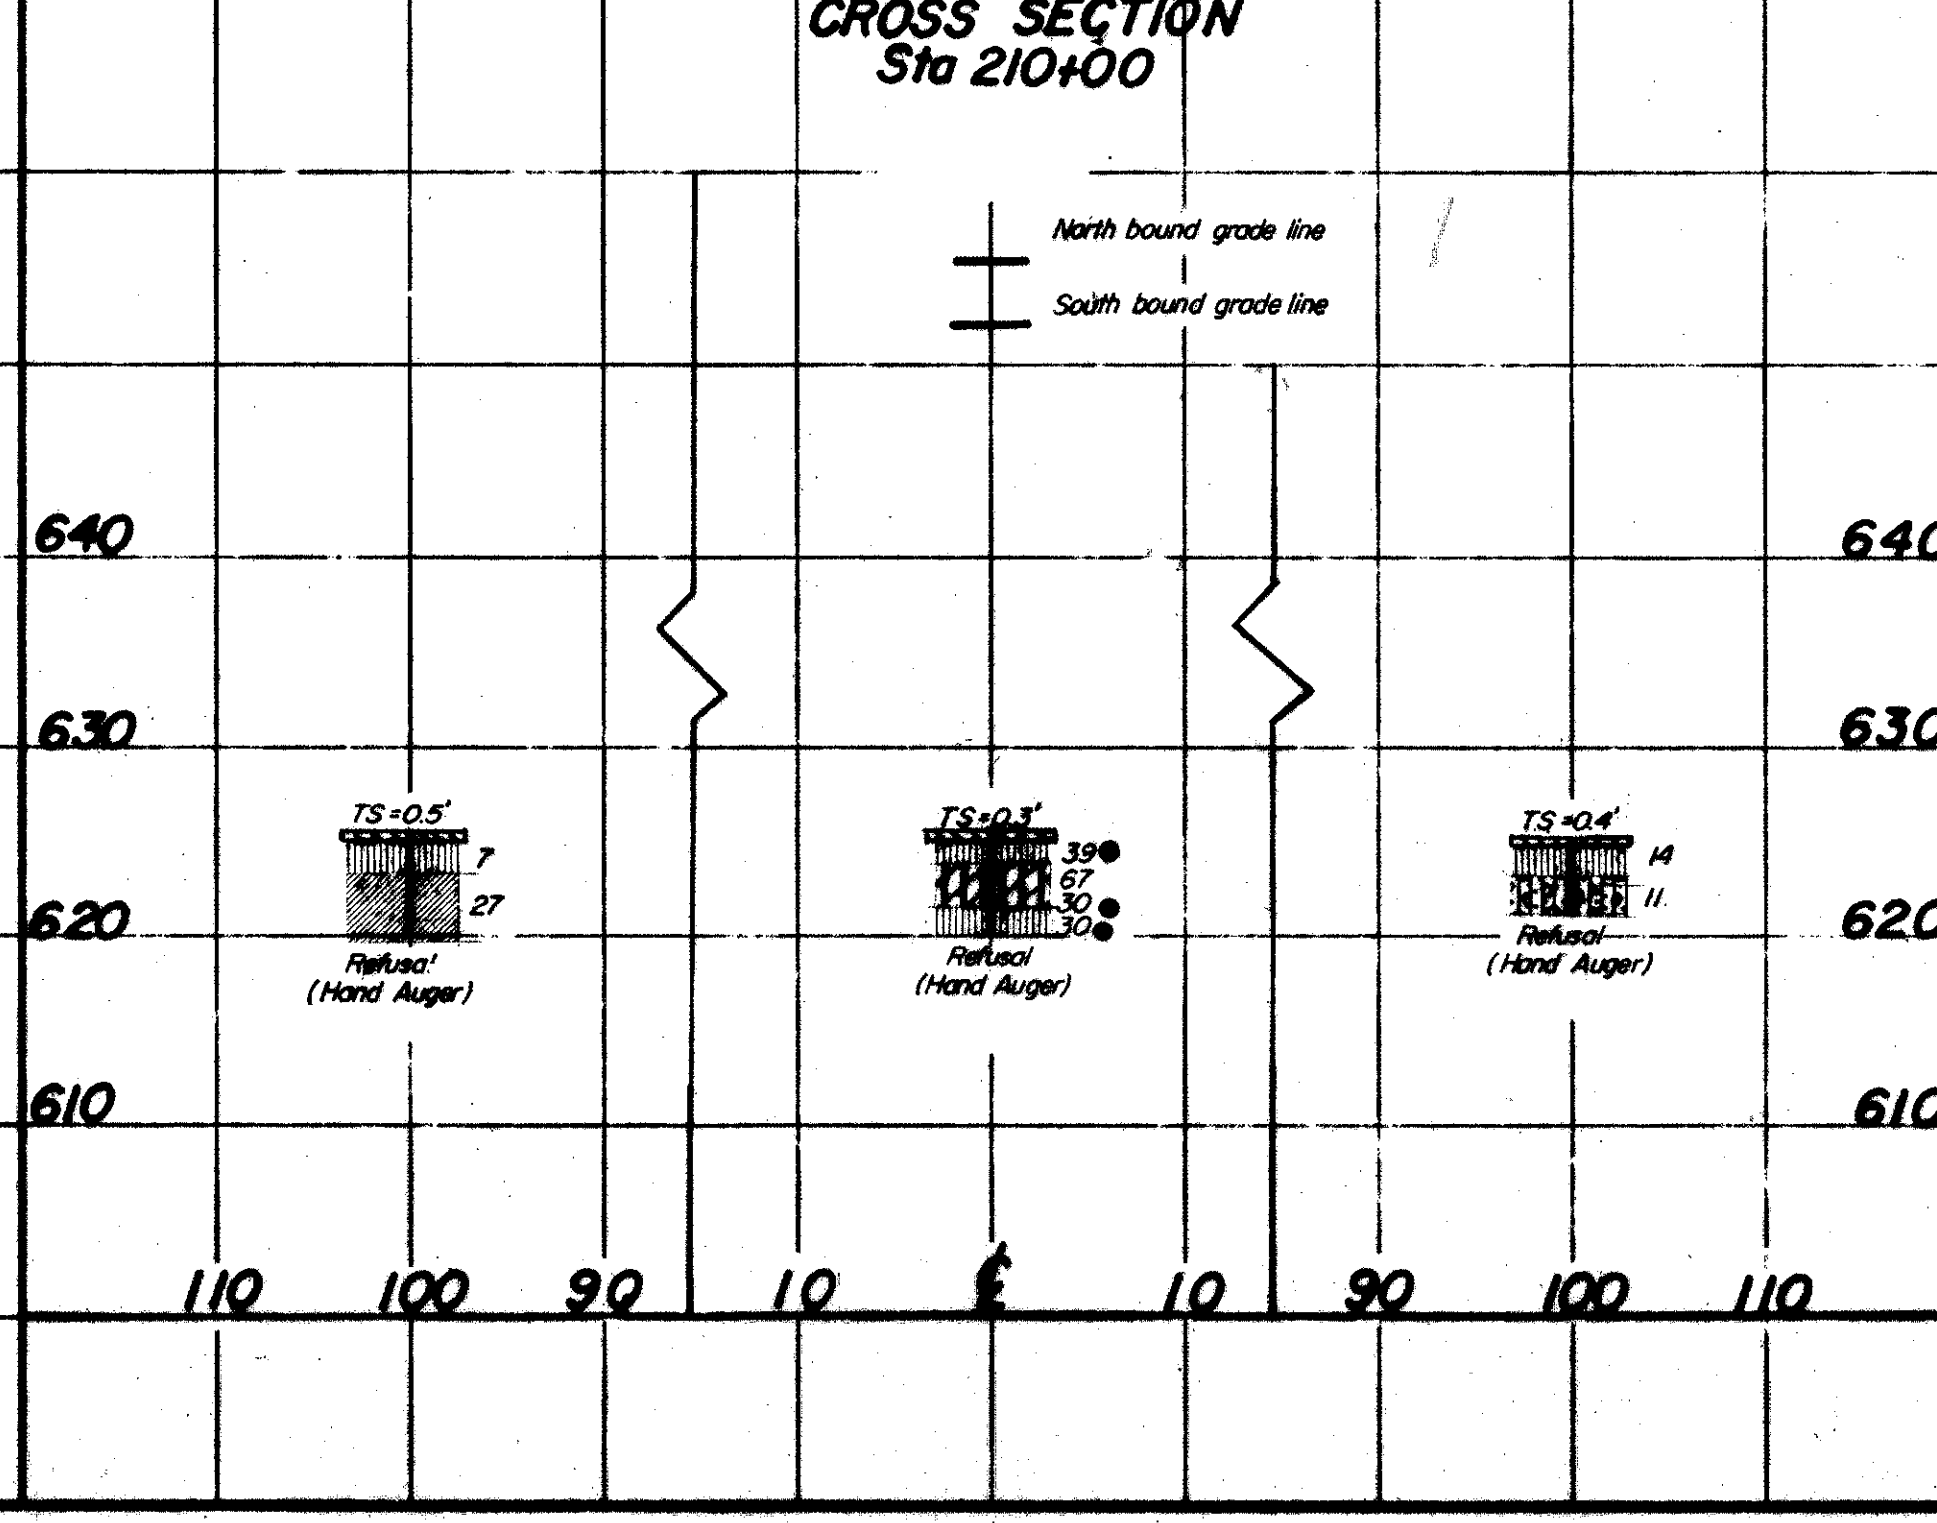 CROSS SECTION
Sta 210+00
North bound grade line
South bound grade line
640 640
630 630
TS=0.5' TS=0.3' TS=0.4'
7 39 14
67
27 30 11
620 30 620
Refusal Refusal Refusal
(Hand Auger) (Hand Auger) (Hand Auger)
610 610
110 100 90 10 ℄ 10 90 100 110